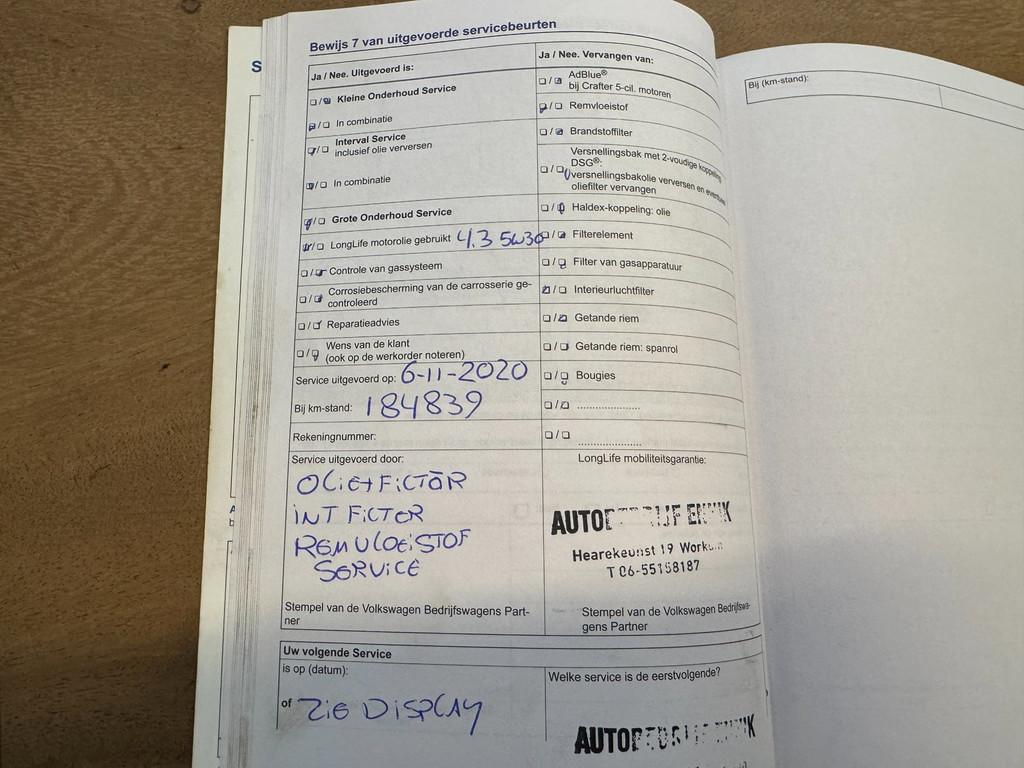 Bewijs 7 van uitgevoerde servicebeurten
Ja / Nee. Uitgevoerd is:
Kleine Onderhoud Service
In combinatie
Interval Service
inclusief olie verversen
In combinatie
Grote Onderhoud Service
LongLife motorolie gebruikt 4.3 5W30
Controle van gassysteem
Corrosiebescherming van de carrosserie ge-
controleerd
Reparatieadvies
Wens van de klant
(ook op de werkorder noteren)
Service uitgevoerd op: 6-11-2020
Bij km-stand: 184839
Rekeningnummer:
Service uitgevoerd door:
OLIE+FILTER
INT FILTER
REMVLOEISTOF
SERVICE
Stempel van de Volkswagen Bedrijfswagens Part-
ner
Ja / Nee. Vervangen van:
AdBlue®
bij Crafter 5-cil. motoren
Remvloeistof
Brandstoffilter
Versnellingsbak met 2-voudige koppeling
DSG®:
versnellingsbakolie verversen en
oliefilter vervangen
Haldex-koppeling: olie
Filterelement
Filter van gasapparatuur
Interieurluchtfilter
Getande riem
Getande riem: spanrol
Bougies
LongLife mobiliteitsgarantie:
Hearekeunst 19
T 06-55158187
Stempel van de Volkswagen Bedrijfswa-
gens Partner
Uw volgende Service
is op (datum):
of ZIE DISPLAY
Welke service is de eerstvolgende?
Bij (km-stand):
S